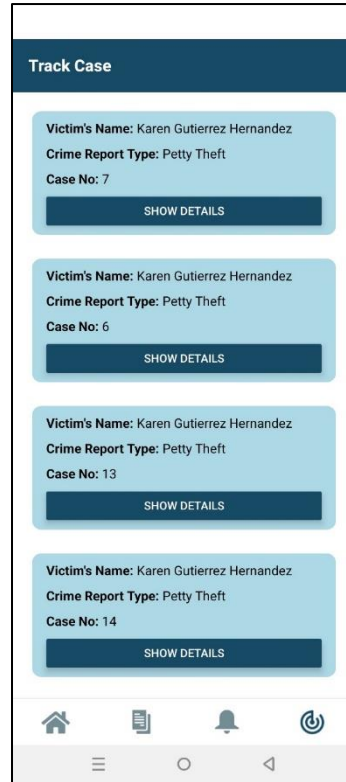 Track Case
Victim's Name: Karen Gutierrez Hernandez
Crime Report Type: Petty Theft
Case No: 7
SHOW DETAILS
Victim's Name: Karen Gutierrez Hernandez
Crime Report Type: Petty Theft
Case No: 6
SHOW DETAILS
Victim's Name: Karen Gutierrez Hernandez
Crime Report Type: Petty Theft
Case No: 13
SHOW DETAILS
Victim's Name: Karen Gutierrez Hernandez
Crime Report Type: Petty Theft
Case No: 14
SHOW DETAILS